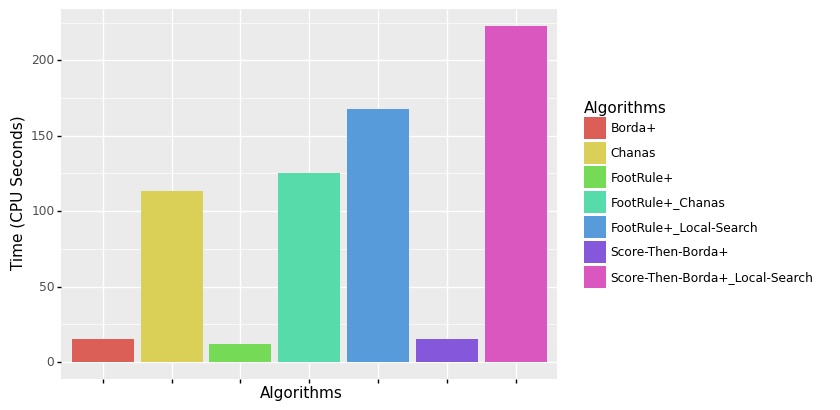 Time (CPU Seconds)
200
150
100
50
0
Algorithms
Algorithms
Borda+
Chanas
FootRule+
FootRule+_Chanas
FootRule+_Local-Search
Score-Then-Borda+
Score-Then-Borda+_Local-Search